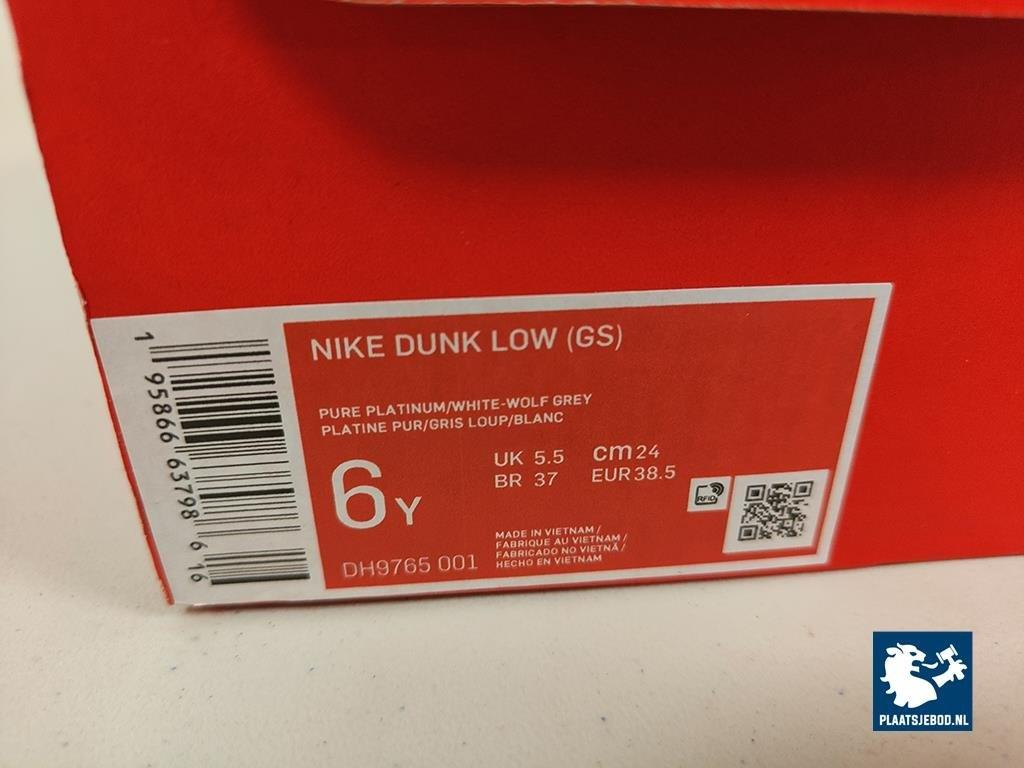 NIKE DUNK LOW (GS)
PURE PLATINUM/WHITE-WOLF GREY
PLATINE PUR/GRIS LOUP/BLANC
6Y
UK 5.5 cm 24
BR 37 EUR 38.5
RFID
MADE IN VIETNAM /
FABRIQUE AU VIETNAM /
FABRICADO NO VIETNÃ /
HECHO EN VIETNAM
DH9765 001
1 95866 63798 6 16
PLAATSJEBOD.NL